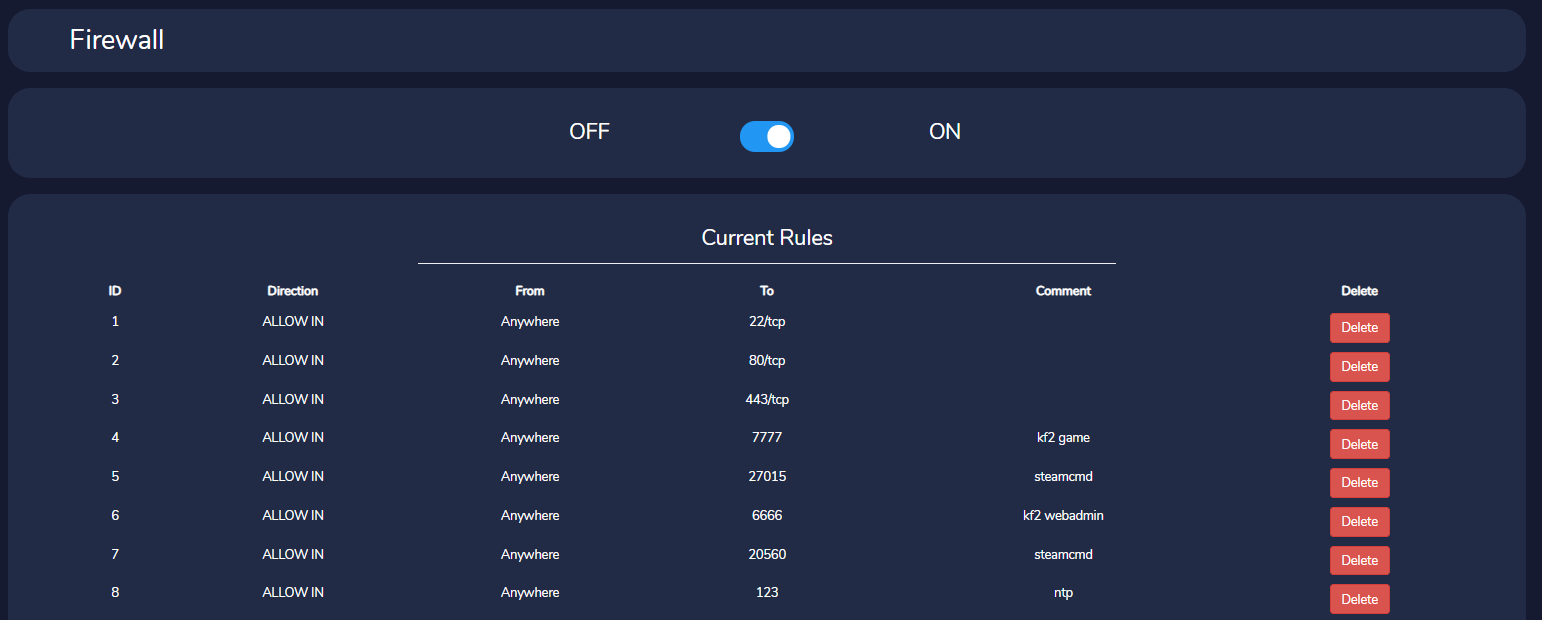 Firewall
OFF ON
Current Rules
ID Direction From To Comment Delete
1 ALLOW IN Anywhere 22/tcp Delete
2 ALLOW IN Anywhere 80/tcp Delete
3 ALLOW IN Anywhere 443/tcp Delete
4 ALLOW IN Anywhere 7777 kf2 game Delete
5 ALLOW IN Anywhere 27015 steamcmd Delete
6 ALLOW IN Anywhere 6666 kf2 webadmin Delete
7 ALLOW IN Anywhere 20560 steamcmd Delete
8 ALLOW IN Anywhere 123 ntp Delete